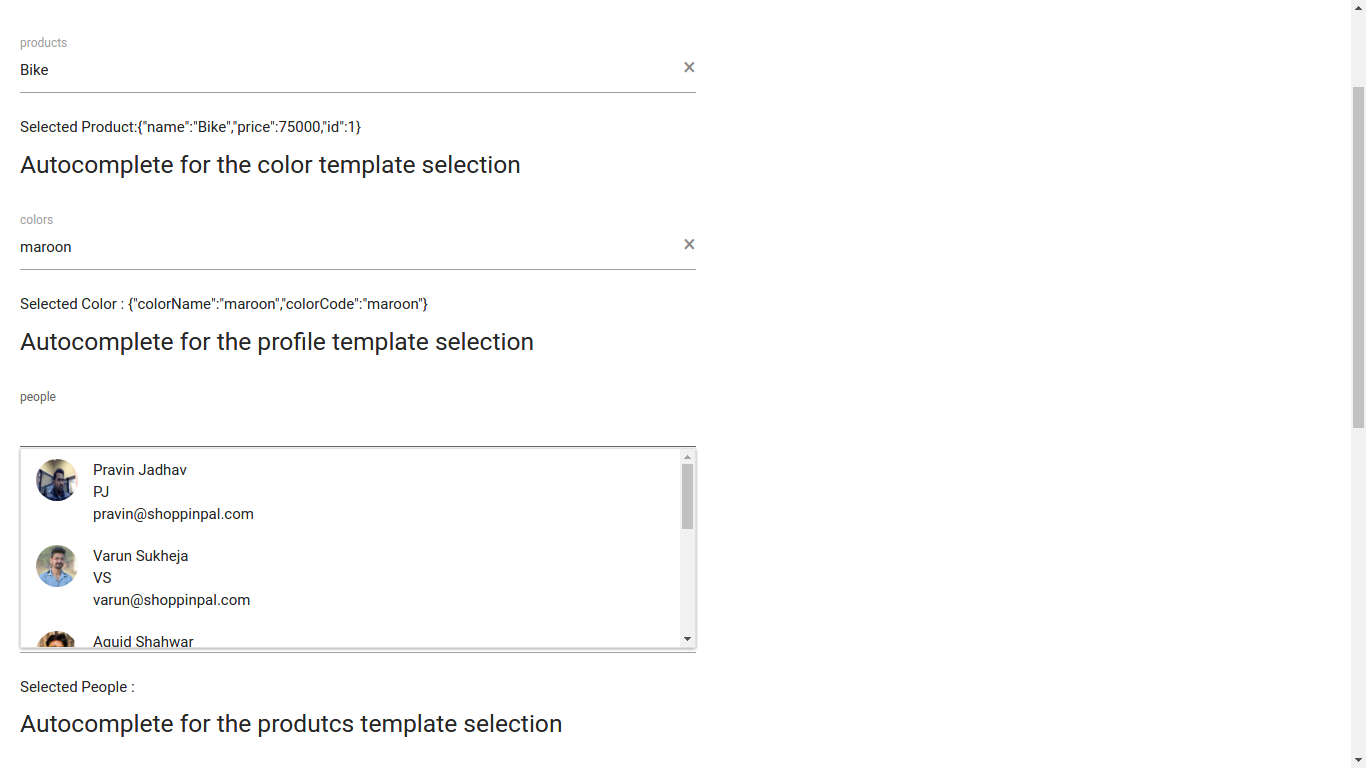 products
Bike
×
Selected Product:{"name":"Bike","price":75000,"id":1}
Autocomplete for the color template selection
colors
maroon
×
Selected Color : {"colorName":"maroon","colorCode":"maroon"}
Autocomplete for the profile template selection
people
Pravin Jadhav
PJ
pravin@shoppinpal.com
Varun Sukheja
VS
varun@shoppinpal.com
Aquid Shahwar
Selected People :
Autocomplete for the produtcs template selection